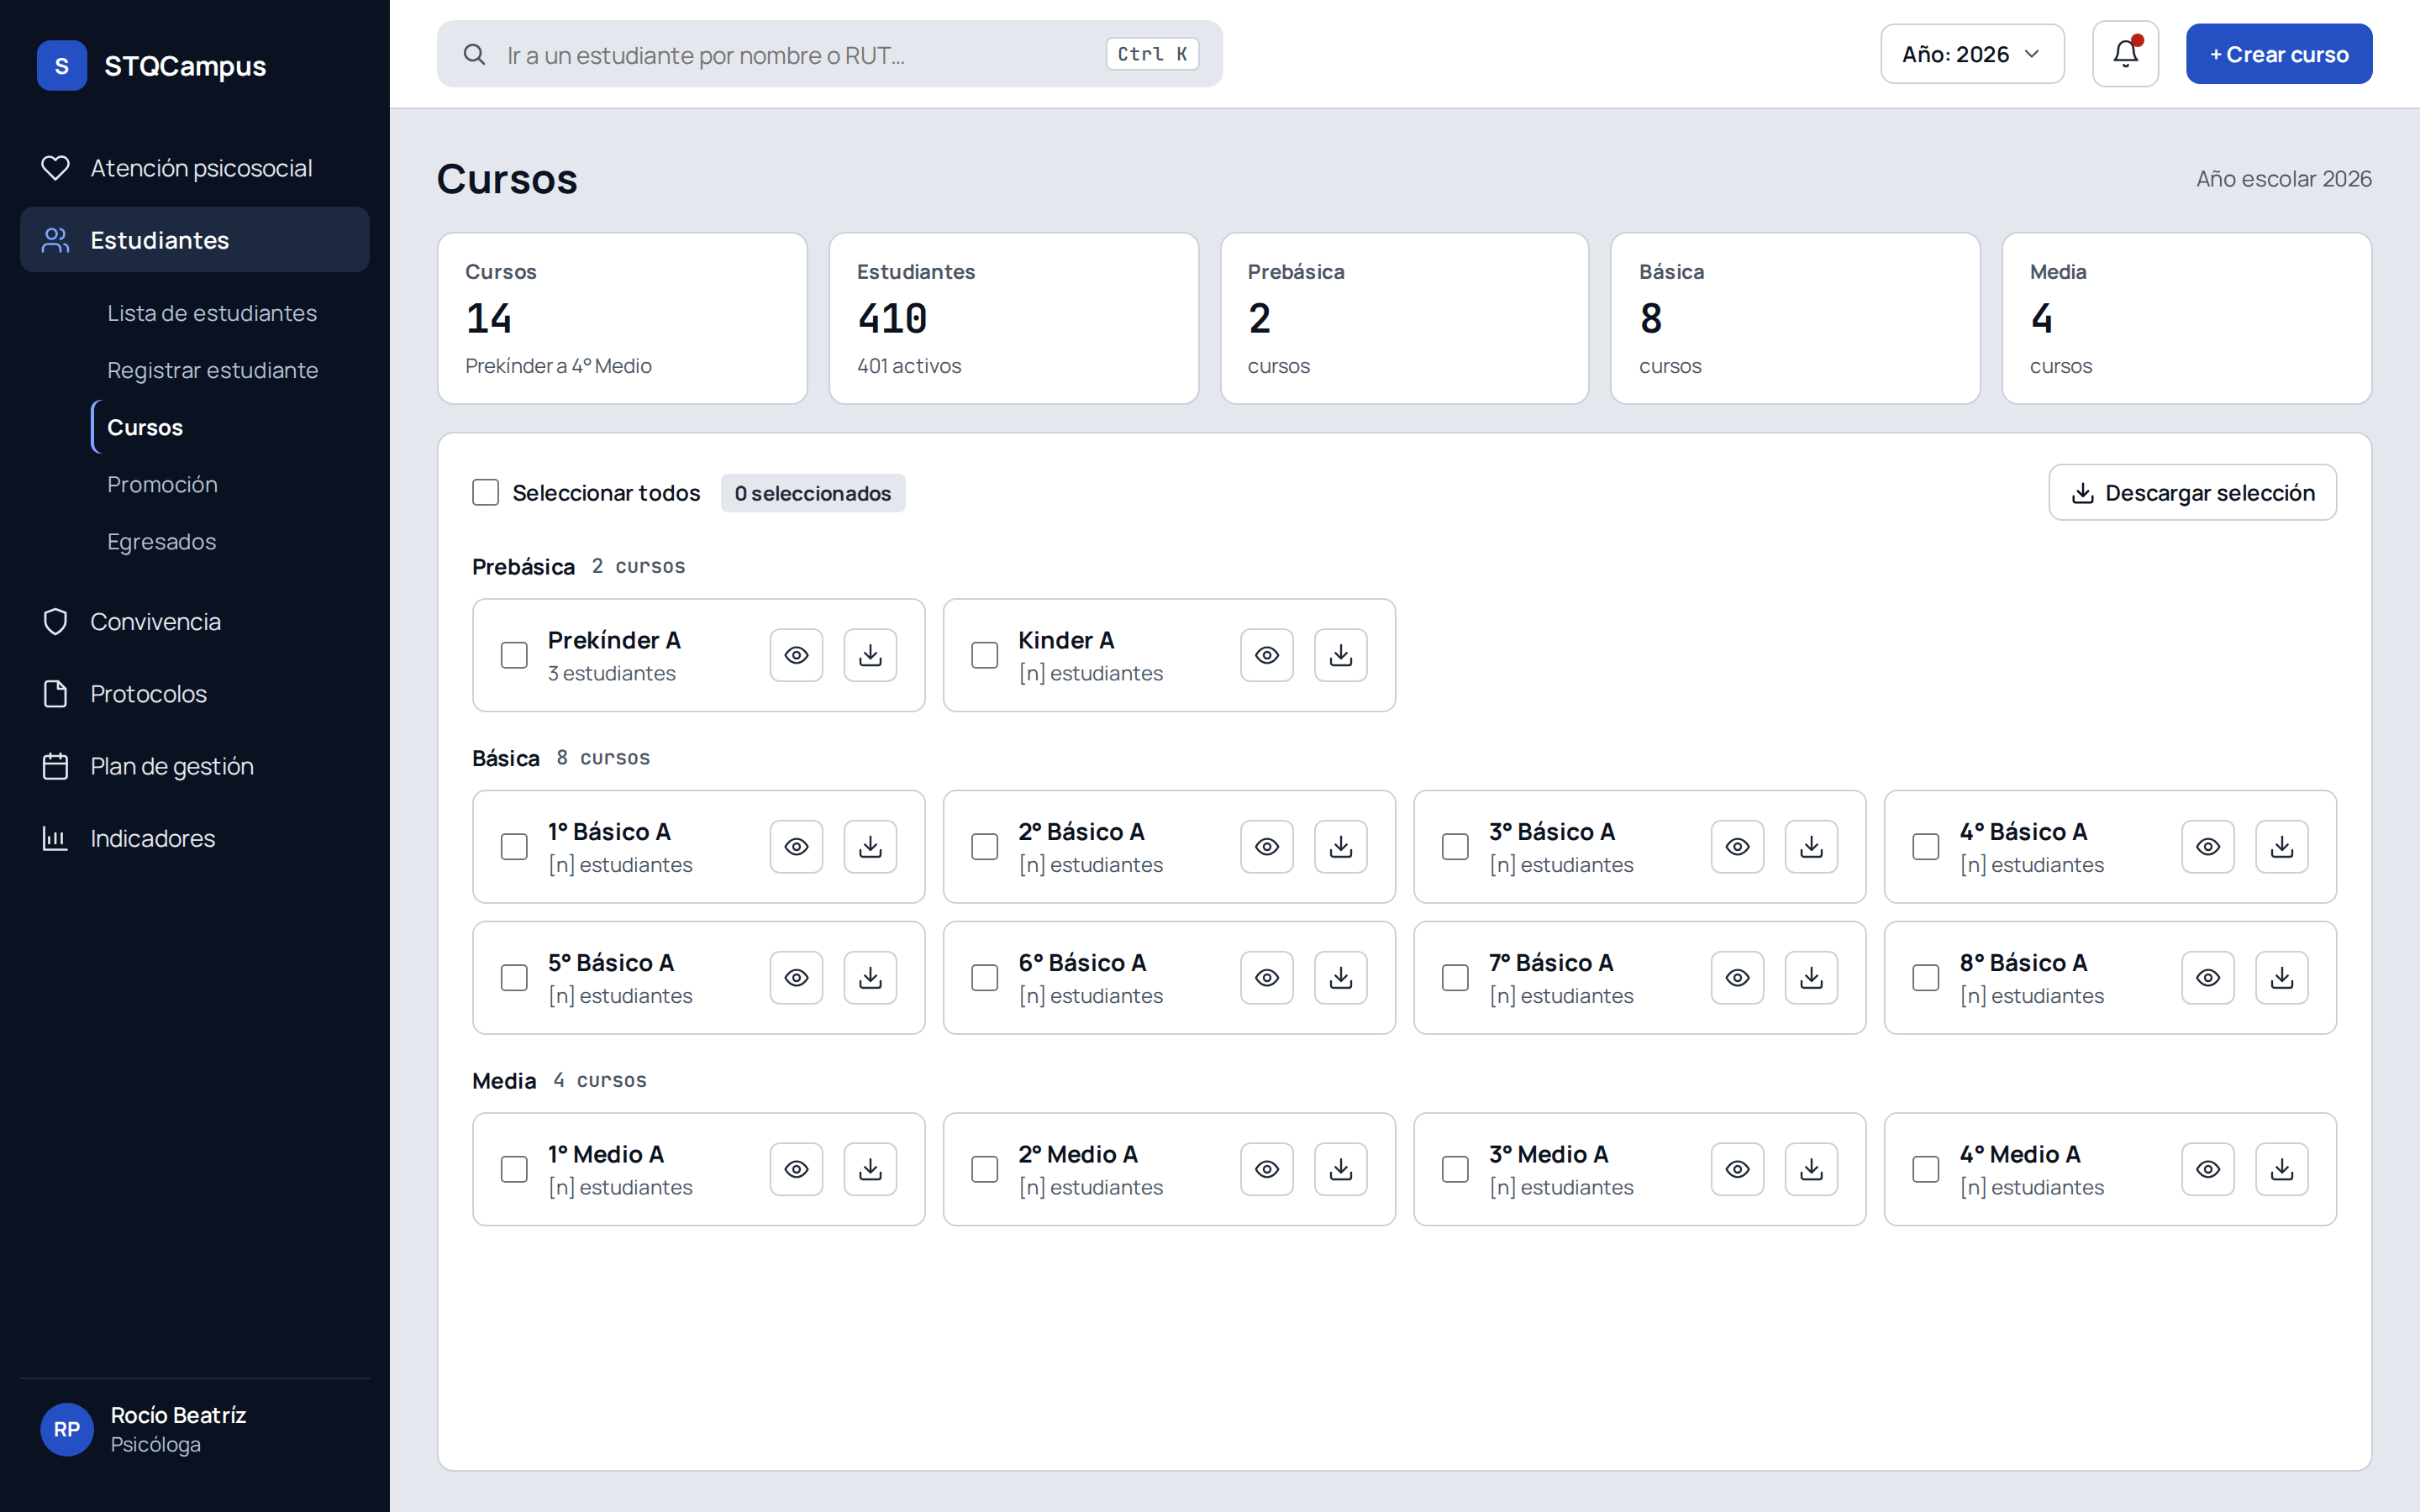 S STQCampus
Atención psicosocial
Estudiantes
Lista de estudiantes
Registrar estudiante
Cursos
Promoción
Egresados
Convivencia
Protocolos
Plan de gestión
Indicadores
RP Rocío Beatríz
Psicóloga
Ir a un estudiante por nombre o RUT... Ctrl K
Año: 2026
+ Crear curso
Cursos
Año escolar 2026
Cursos
14
Prekínder a 4° Medio
Estudiantes
410
401 activos
Prebásica
2
cursos
Básica
8
cursos
Media
4
cursos
Seleccionar todos 0 seleccionados
Descargar selección
Prebásica 2 cursos
Prekínder A
3 estudiantes
Kinder A
[n] estudiantes
Básica 8 cursos
1° Básico A
[n] estudiantes
2° Básico A
[n] estudiantes
3° Básico A
[n] estudiantes
4° Básico A
[n] estudiantes
5° Básico A
[n] estudiantes
6° Básico A
[n] estudiantes
7° Básico A
[n] estudiantes
8° Básico A
[n] estudiantes
Media 4 cursos
1° Medio A
[n] estudiantes
2° Medio A
[n] estudiantes
3° Medio A
[n] estudiantes
4° Medio A
[n] estudiantes